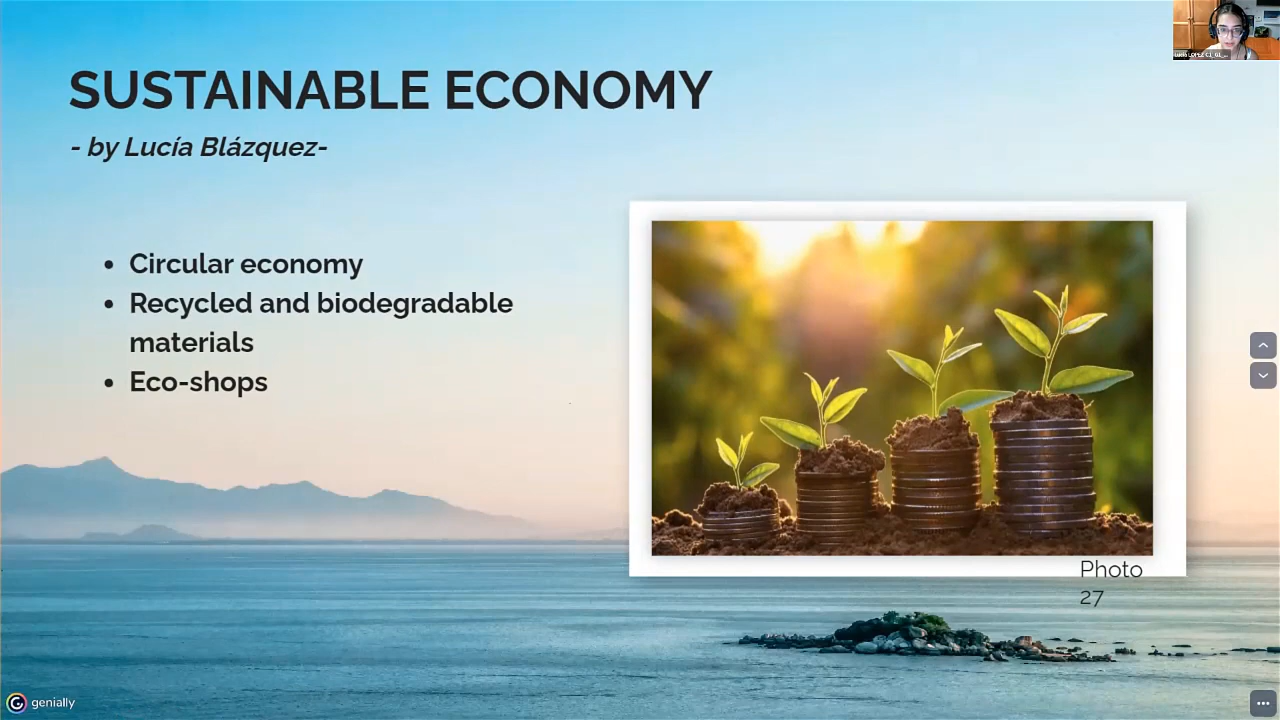 SUSTAINABLE ECONOMY
- by Lucía Blázquez-
• Circular economy
• Recycled and biodegradable
materials
• Eco-shops
Photo
27
genially